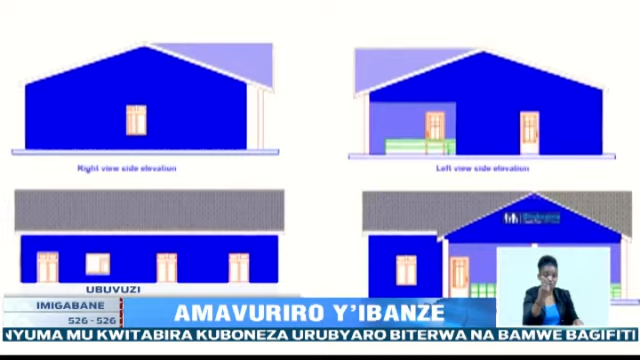 Right view side elevation
Left view side elevation
UBUVUZI
IMIGABANE
526 - 526
AMAVURIRO Y'IBANZE
NYUMA MU KWITABIRA KUBONEZA URUBYARO BITERWA NA BAMWE BAGIFITI